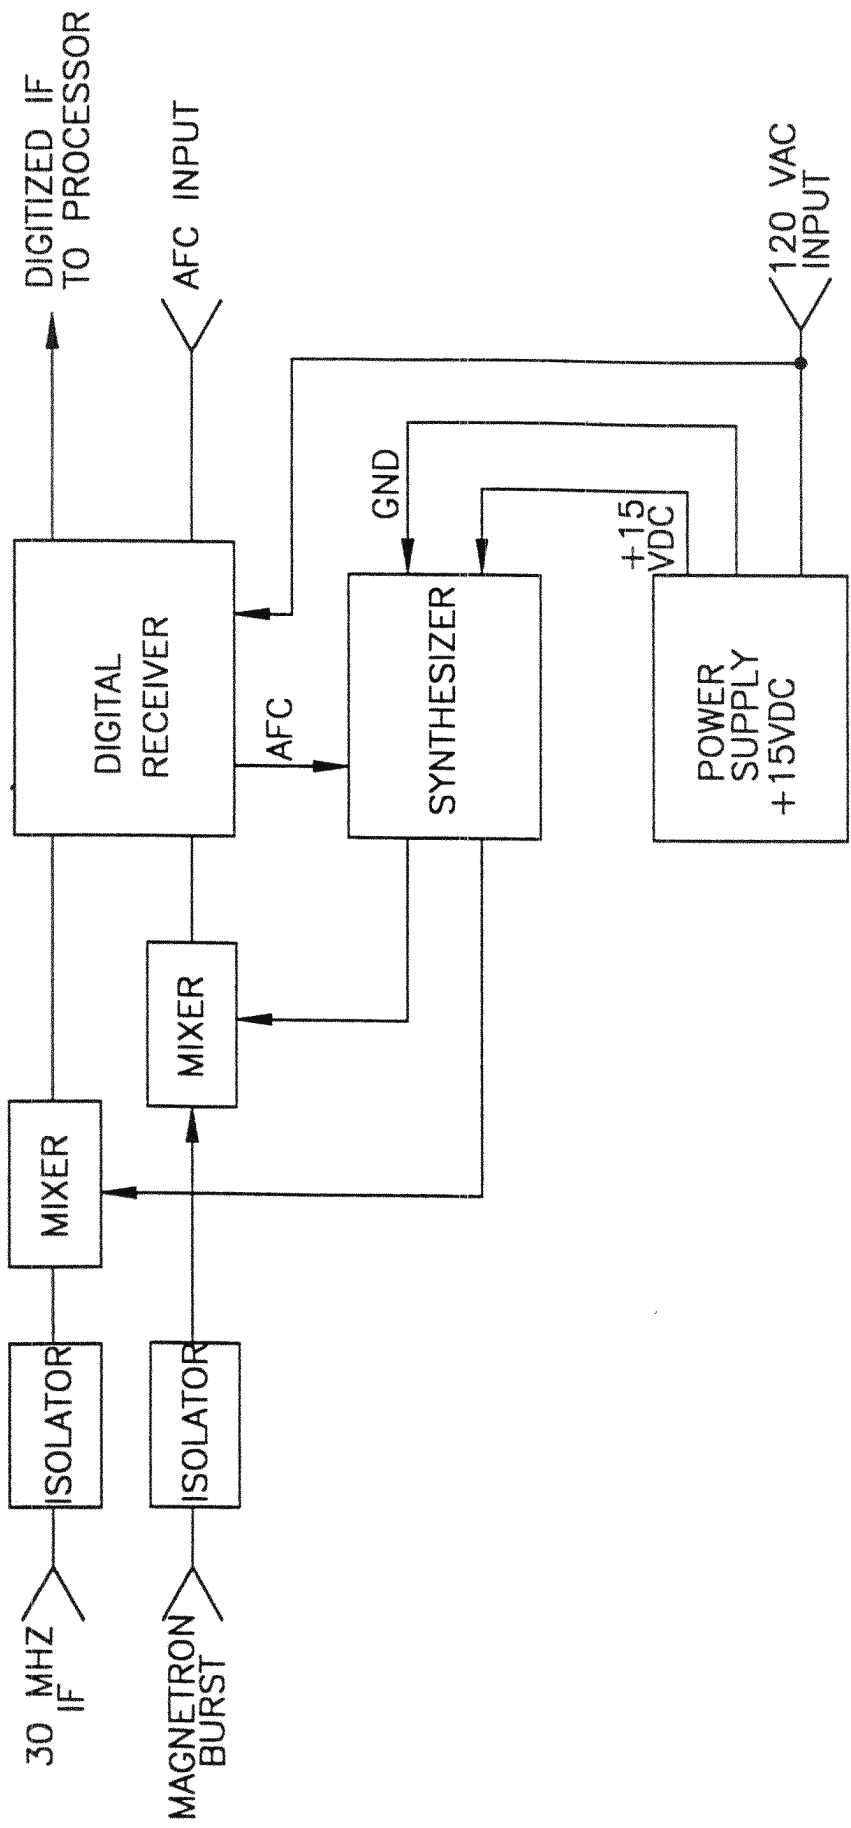 30 MHZ
IF
ISOLATOR
MIXER
DIGITAL
RECEIVER
DIGITIZED IF
TO PROCESSOR
MAGNETRON
BURST
ISOLATOR
MIXER
AFC INPUT
AFC
SYNTHESIZER
GND
+15
VDC
POWER
SUPPLY
+15VDC
120 VAC
INPUT